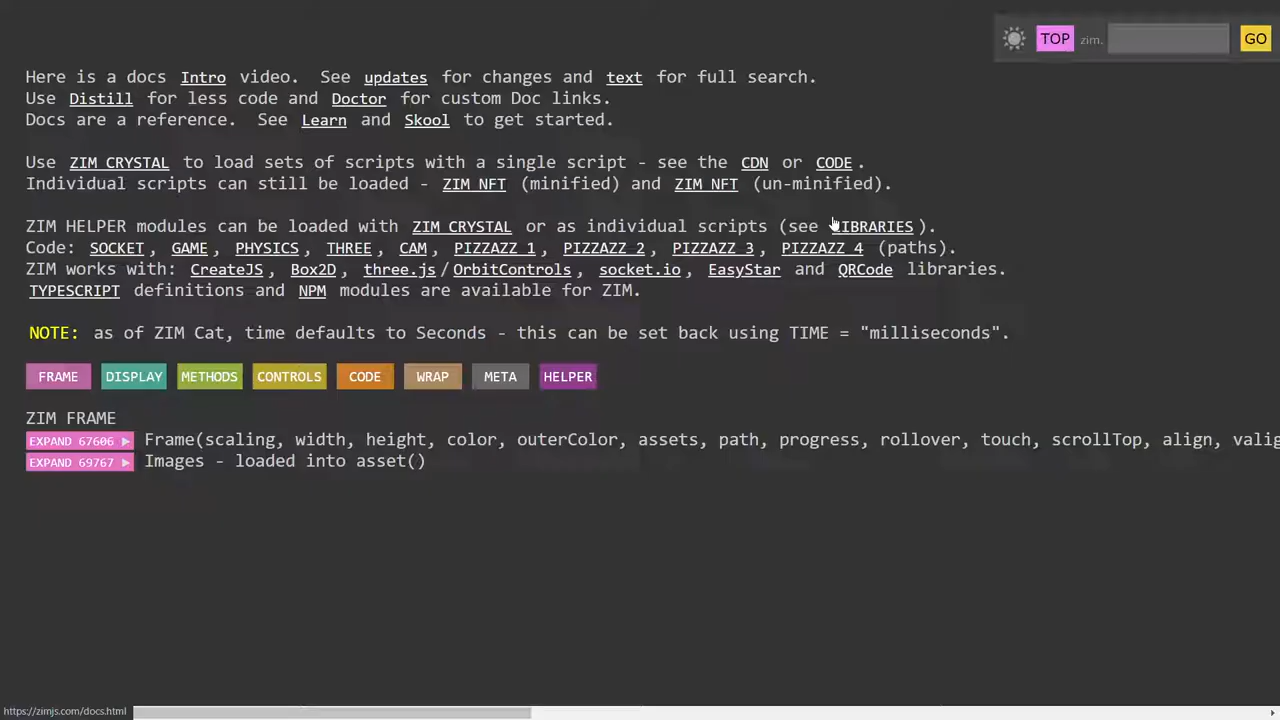 TOP zim. GO
Here is a docs Intro video. See updates for changes and text for full search.
Use Distill for less code and Doctor for custom Doc links.
Docs are a reference. See Learn and Skool to get started.
Use ZIM CRYSTAL to load sets of scripts with a single script - see the CDN or CODE.
Individual scripts can still be loaded - ZIM NFT (minified) and ZIM NFT (un-minified).
ZIM HELPER modules can be loaded with ZIM CRYSTAL or as individual scripts (see LIBRARIES).
Code: SOCKET, GAME, PHYSICS, THREE, CAM, PIZZAZZ 1, PIZZAZZ 2, PIZZAZZ 3, PIZZAZZ 4 (paths).
ZIM works with: CreateJS, Box2D, three.js/OrbitControls, socket.io, EasyStar and QRCode libraries.
TYPESCRIPT definitions and NPM modules are available for ZIM.
NOTE: as of ZIM Cat, time defaults to Seconds - this can be set back using TIME = "milliseconds".
FRAME DISPLAY METHODS CONTROLS CODE WRAP META HELPER
ZIM FRAME
EXPAND 67606 ▶ Frame(scaling, width, height, color, outerColor, assets, path, progress, rollover, touch, scrollTop, align, valig
EXPAND 69767 ▶ Images - loaded into asset()
https://zimjs.com/docs.html